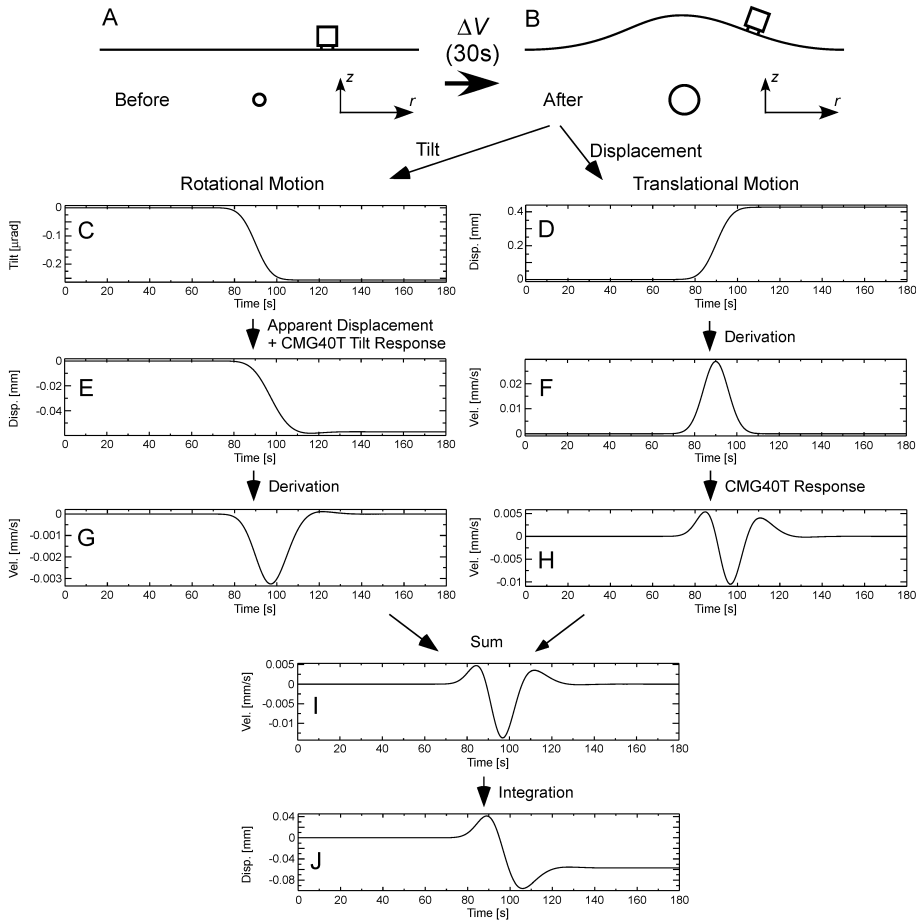 A
ΔV
(30s)
B
Before
z
r
After
z
r
Tilt
Displacement
Rotational Motion
Translational Motion
C
Tilt [μrad]
0
-0.1
-0.2
0 20 40 60 80 100 120 140 160 180
Time [s]
D
Disp. [mm]
0.4
0.2
0
0 20 40 60 80 100 120 140 160 180
Time [s]
Apparent Displacement
+ CMG40T Tilt Response
Derivation
E
Disp. [mm]
0
-0.02
-0.04
0 20 40 60 80 100 120 140 160 180
Time [s]
F
Vel. [mm/s]
0.02
0.01
0
0 20 40 60 80 100 120 140 160 180
Time [s]
Derivation
CMG40T Response
G
Vel. [mm/s]
0
-0.001
-0.002
-0.003
0 20 40 60 80 100 120 140 160 180
Time [s]
H
Vel. [mm/s]
0.005
0
-0.005
-0.01
0 20 40 60 80 100 120 140 160 180
Time [s]
Sum
I
Vel. [mm/s]
0.005
0
-0.005
-0.01
0 20 40 60 80 100 120 140 160 180
Time [s]
Integration
J
Disp. [mm]
0.04
0
-0.04
-0.08
0 20 40 60 80 100 120 140 160 180
Time [s]